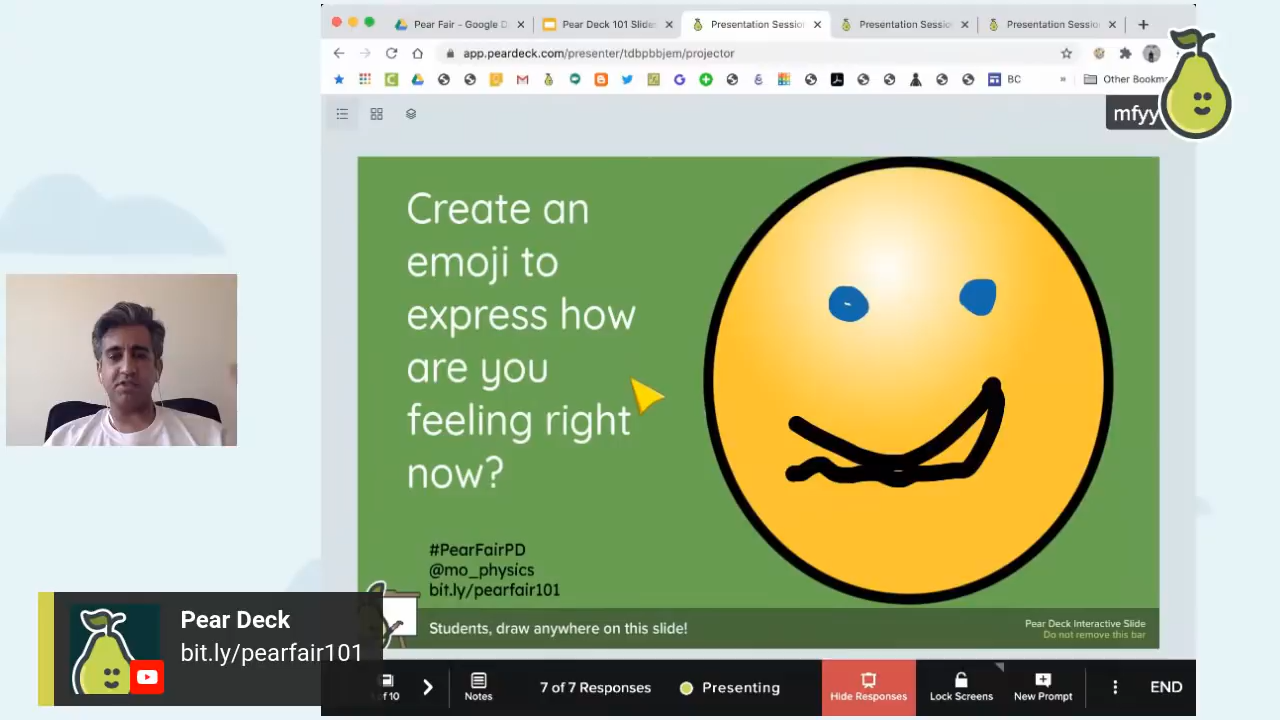 Pear Fair – Google D
Pear Deck 101 Slide
Presentation Sessio
Presentation Sessio
Presentation Sessio
app.peardeck.com/presenter/tdbpbbjem/projector
BC
Other Bookm
mfyy
Create an
emoji to
express how
are you
feeling right
now?
#PearFairPD
@mo_physics
bit.ly/pearfair101
Students, draw anywhere on this slide!
Pear Deck Interactive Slide
Do not remove this bar
Pear Deck
bit.ly/pearfair101
of 10
Notes
7 of 7 Responses
Presenting
Hide Responses
Lock Screens
New Prompt
END